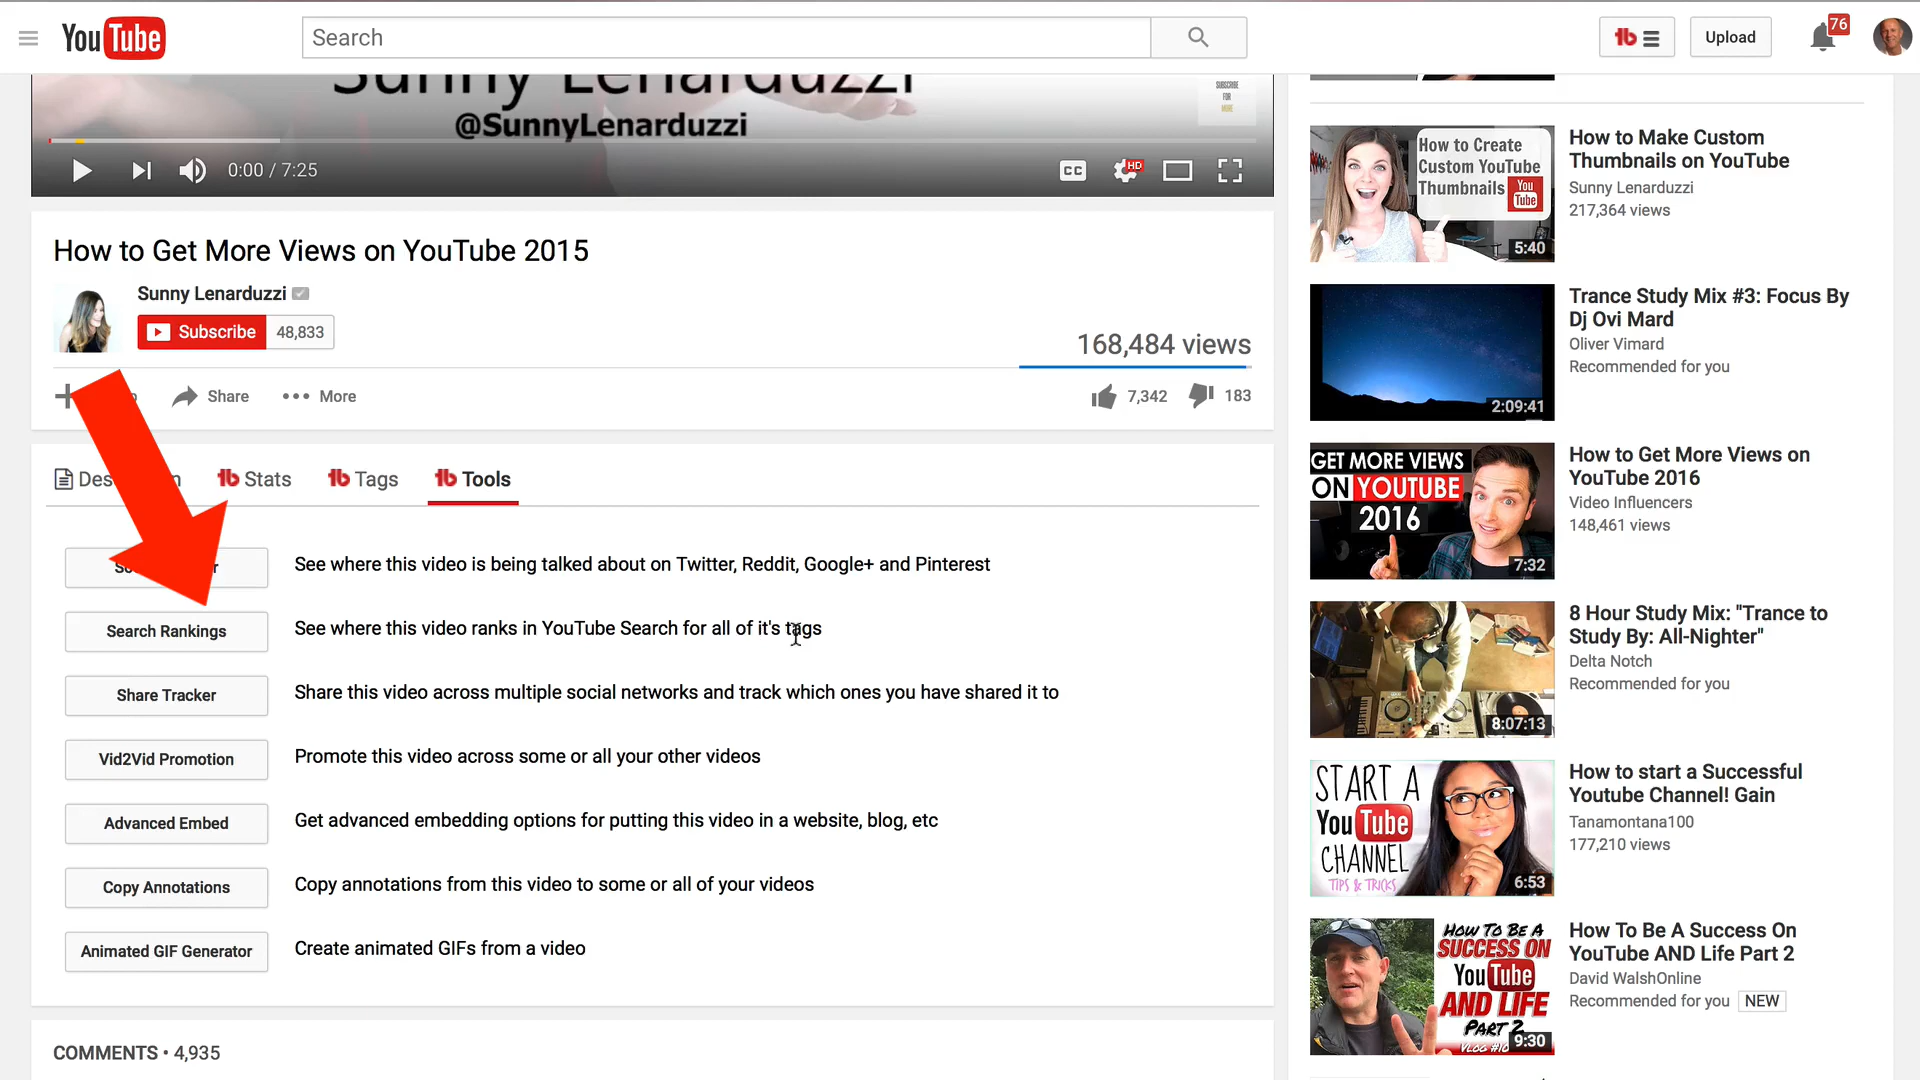 YouTube
Search
Upload
76
Sunny Lenarduzzi
@SunnyLenarduzzi
SUBSCRIBE
FOR
MORE
0:00 / 7:25
CC
HD
How to Get More Views on YouTube 2015
Sunny Lenarduzzi
Subscribe 48,833
168,484 views
Share
More
7,342
183
Stats
Tags
Tools
See where this video is being talked about on Twitter, Reddit, Google+ and Pinterest
Search Rankings
See where this video ranks in YouTube Search for all of it's tags
Share Tracker
Share this video across multiple social networks and track which ones you have shared it to
Vid2Vid Promotion
Promote this video across some or all your other videos
Advanced Embed
Get advanced embedding options for putting this video in a website, blog, etc
Copy Annotations
Copy annotations from this video to some or all of your videos
Animated GIF Generator
Create animated GIFs from a video
COMMENTS • 4,935
How to Create
Custom YouTube
Thumbnails
You
Tube
5:40
How to Make Custom
Thumbnails on YouTube
Sunny Lenarduzzi
217,364 views
2:09:41
Trance Study Mix #3: Focus By
Dj Ovi Mard
Oliver Vimard
Recommended for you
GET MORE VIEWS
ON YOUTUBE
2016
7:32
How to Get More Views on
YouTube 2016
Video Influencers
148,461 views
8:07:13
8 Hour Study Mix: "Trance to
Study By: All-Nighter"
Delta Notch
Recommended for you
START A
YouTube
CHANNEL
TIPS & TRICKS
6:53
How to start a Successful
Youtube Channel! Gain
Tanamontana100
177,210 views
HOW TO BE A
SUCCESS ON
YouTube
AND LIFE
PART 2
VLOG #10
9:30
How To Be A Success On
YouTube AND Life Part 2
David WalshOnline
Recommended for you NEW